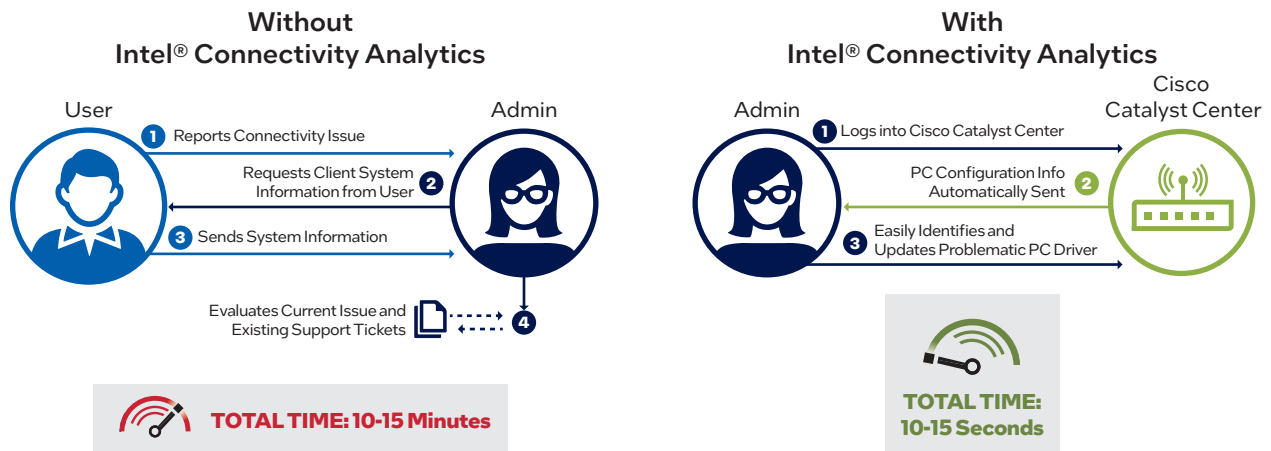 Without
Intel® Connectivity Analytics
User
Admin
1 Reports Connectivity Issue
Requests Client System
Information from User 2
3 Sends System Information
Evaluates Current Issue and
Existing Support Tickets
4
TOTAL TIME: 10-15 Minutes
With
Intel® Connectivity Analytics
Admin
Cisco
Catalyst Center
1 Logs into Cisco Catalyst Center
PC Configuration Info
Automatically Sent 2
3 Easily Identifies and
Updates Problematic PC Driver
TOTAL TIME:
10-15 Seconds